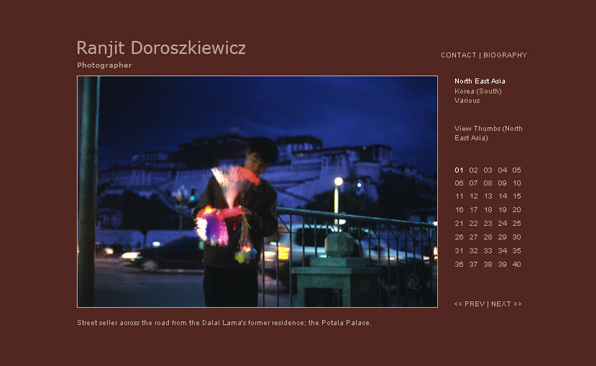 Ranjit Doroszkiewicz
Photographer
CONTACT | BIOGRAPHY
North East Asia
Korea (South)
Various
View Thumbs (North
East Asia)
01 02 03 04 05
06 07 08 09 10
11 12 13 14 15
16 17 18 19 20
21 22 23 24 25
26 27 28 29 30
31 32 33 34 35
36 37 38 39 40
<< PREV | NEXT >>
Street seller across the road from the Dalai Lama's former residence; the Potala Palace.